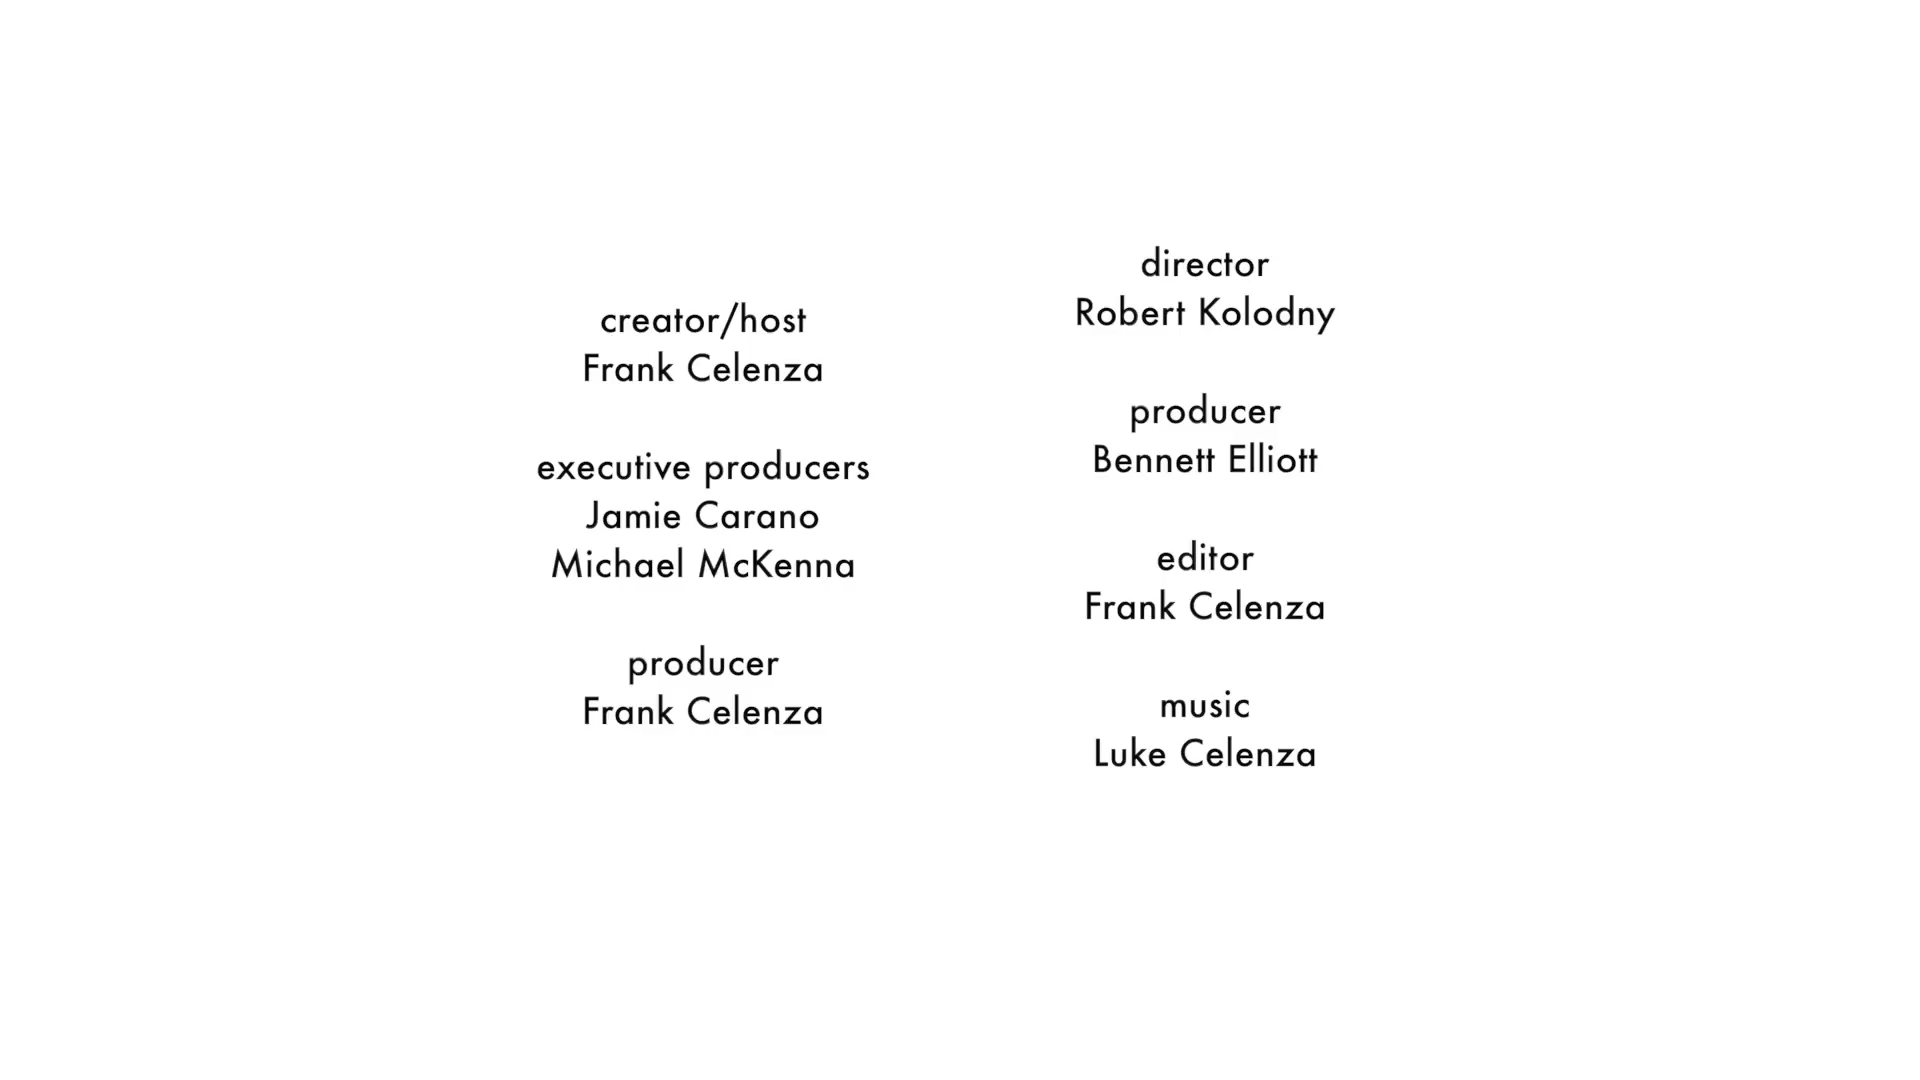 creator/host
Frank Celenza
executive producers
Jamie Carano
Michael McKenna
producer
Frank Celenza
director
Robert Kolodny
producer
Bennett Elliott
editor
Frank Celenza
music
Luke Celenza